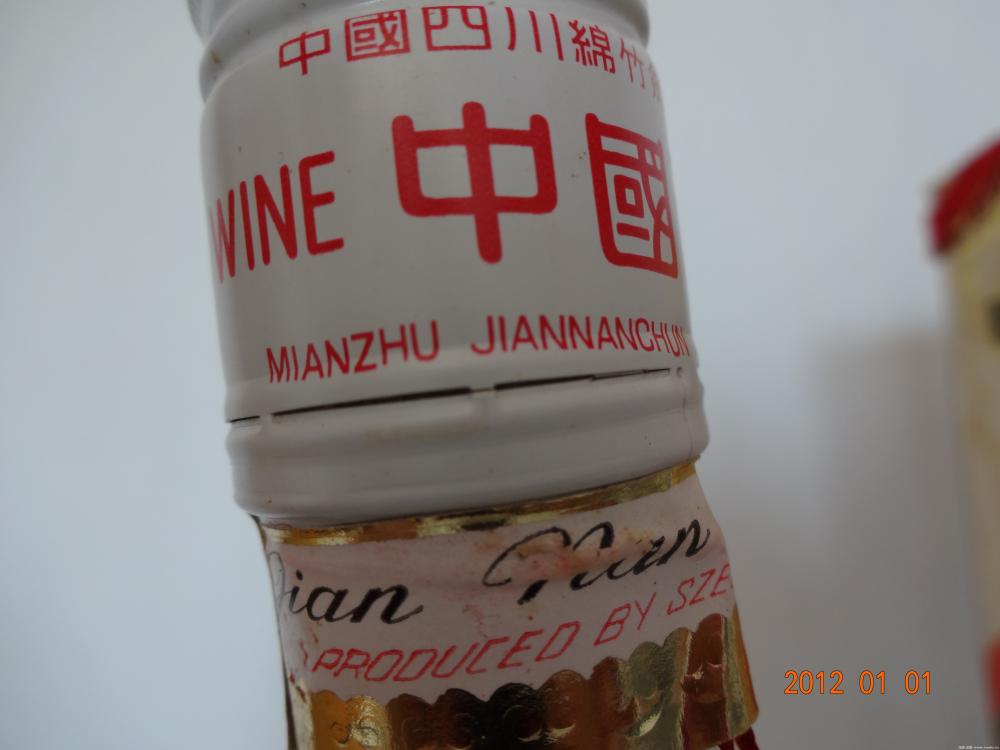 中國四川綿竹
WINE 中國
MIANZHU JIANNANCHUN
Jian Nan
PRODUCED BY SZE
2012 01 01